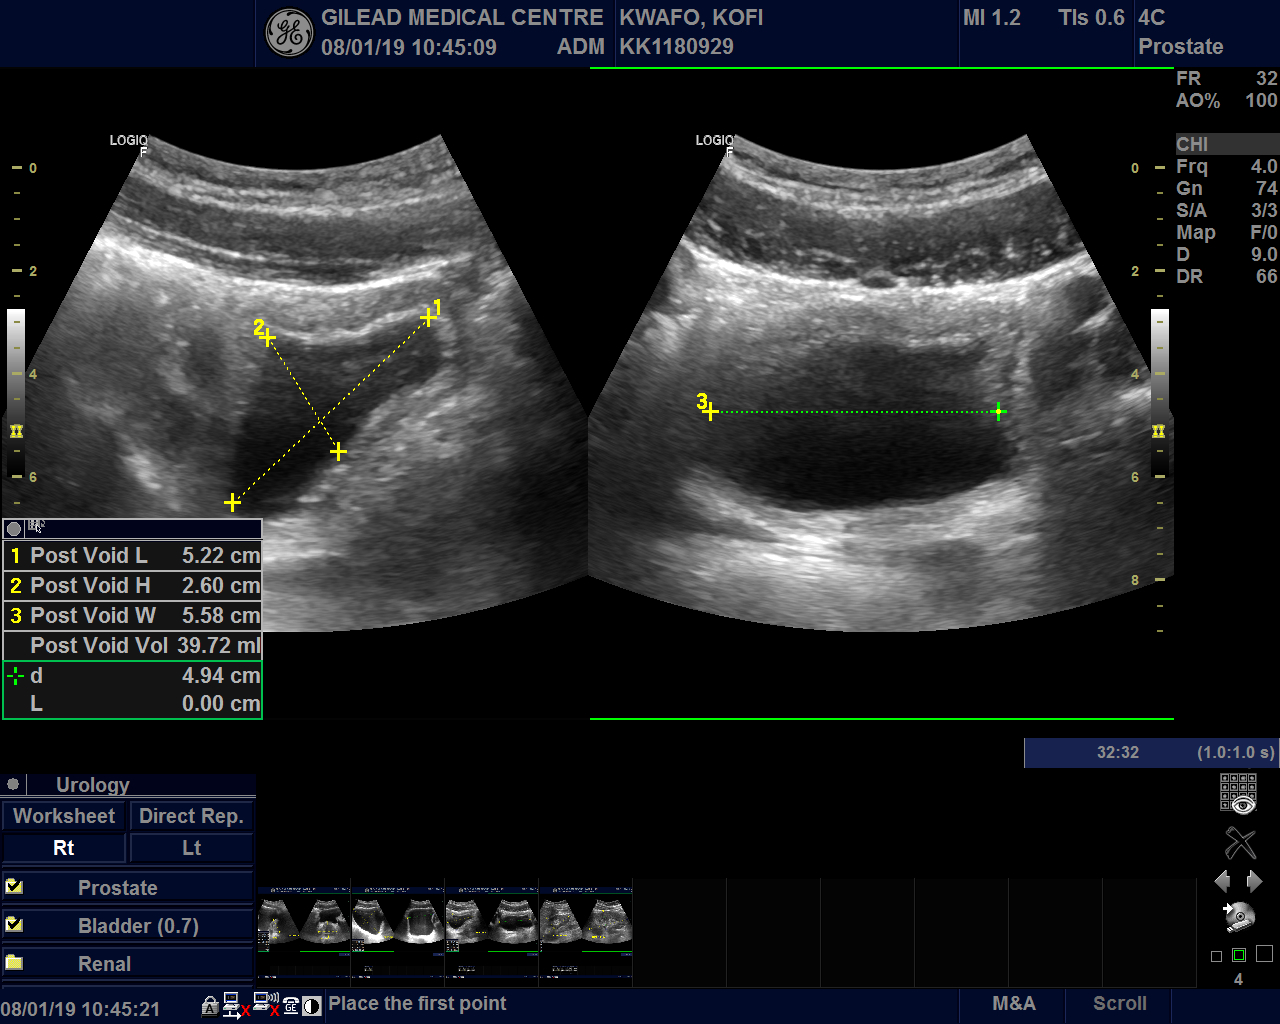 GILEAD MEDICAL CENTRE
08/01/19 10:45:09 ADM
KWAFO, KOFI
KK1180929
MI 1.2 TIs 0.6
4C
Prostate
FR 32
AO% 100
CHI
Frq 4.0
Gn 74
S/A 3/3
Map F/0
D 9.0
DR 66
LOGIQ
F
0
2
4
6
1
2
LOGIQ
F
0
2
4
6
8
3
1 Post Void L 5.22 cm
2 Post Void H 2.60 cm
3 Post Void W 5.58 cm
Post Void Vol 39.72 ml
d 4.94 cm
L 0.00 cm
32:32 (1.0:1.0 s)
Urology
Worksheet Direct Rep.
Rt Lt
Prostate
Bladder (0.7)
Renal
4
08/01/19 10:45:21
Place the first point
M&A Scroll